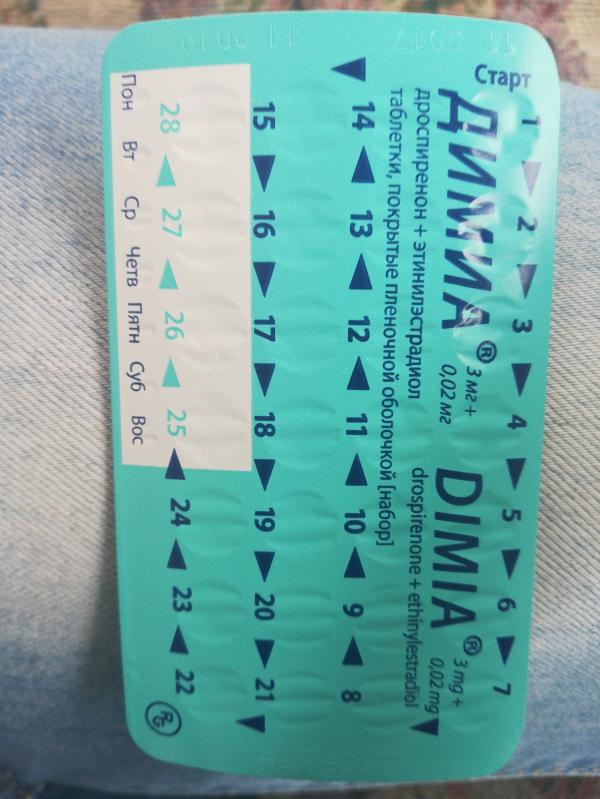 Старт
1 2 3 4 5 6 7
ДИМИА® 3 мг + 0,02 мг DIMIA® 3 mg + 0,02 mg
дроспиренон + этинилэстрадиол drospirenone + ethinylestradiol
таблетки, покрытые пленочной оболочкой [набор]
14 13 12 11 10 9 8
15 16 17 18 19 20 21
28 27 26 25 24 23 22
Пон Вт Ср Четв Пятн Суб Вос
RG
11 2017